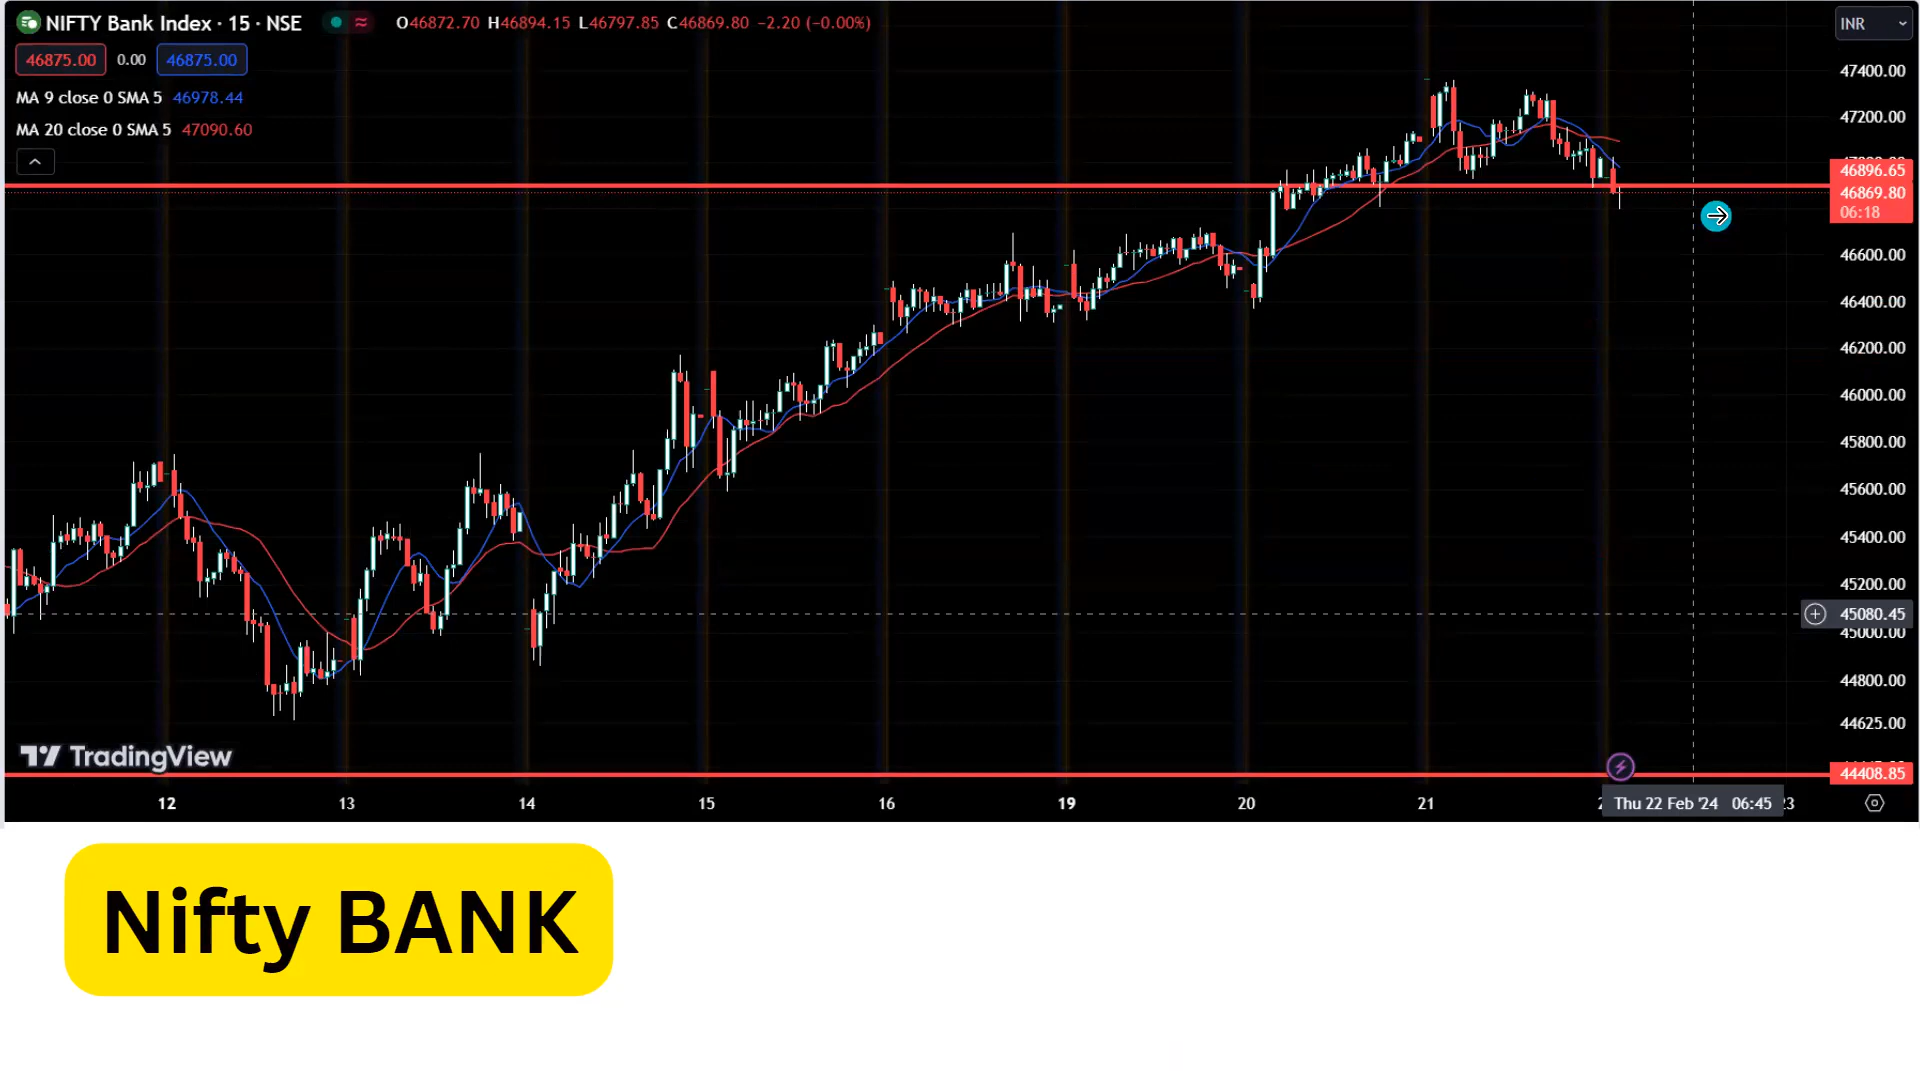 NIFTY Bank Index · 15 · NSE
O46872.70 H46894.15 L46797.85 C46869.80 −2.20 (−0.00%)
INR
46875.00 0.00 46875.00
MA 9 close 0 SMA 5 46978.44
MA 20 close 0 SMA 5 47090.60
47400.00
47200.00
46896.65
46869.80
06:18
46600.00
46400.00
46200.00
46000.00
45800.00
45600.00
45400.00
45200.00
45080.45
45000.00
44800.00
44625.00
44408.85
TradingView
12 13 14 15 16 19 20 21 Thu 22 Feb '24 06:45
Nifty BANK